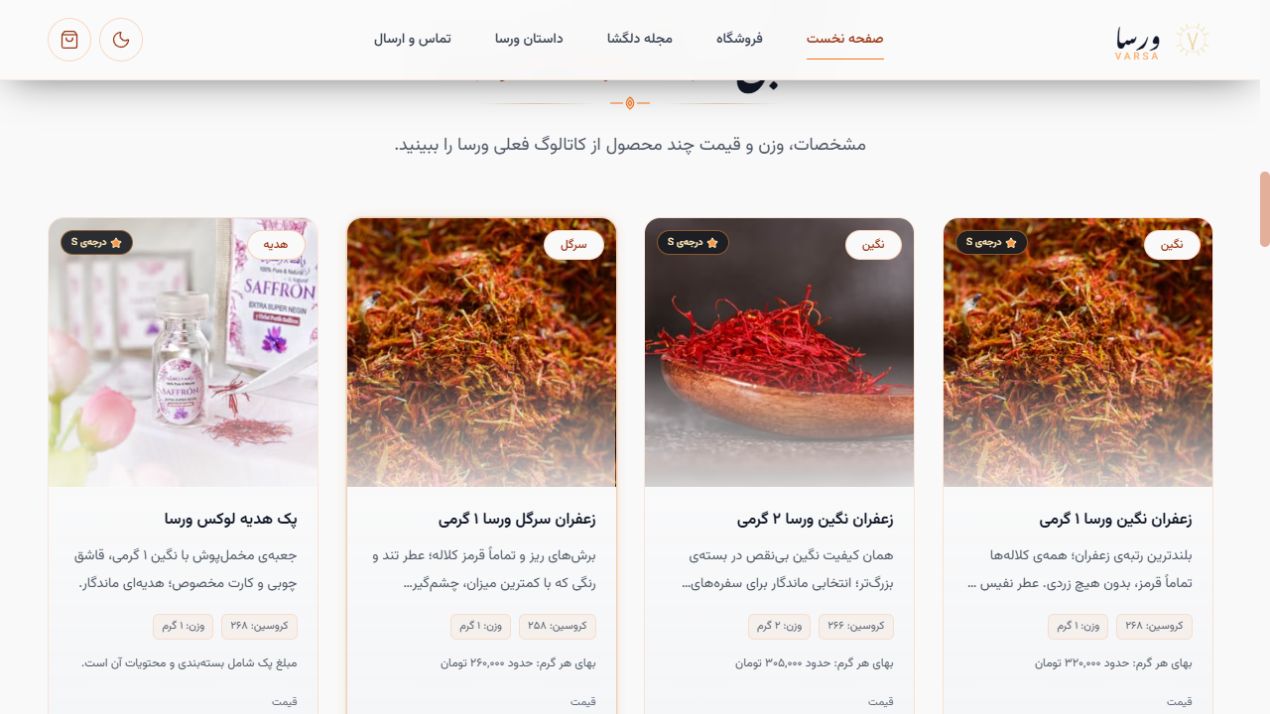 ورسا
VARSA
صفحه نخست
فروشگاه
مجله دلگشا
داستان ورسا
تماس و ارسال
مشخصات، وزن و قیمت چند محصول از کاتالوگ فعلی ورسا را ببینید.
نگین
درجه‌ی S
زعفران نگین ورسا ۱ گرمی
بلندترین رتبه‌ی زعفران؛ همه‌ی کلاله‌ها
تماماً قرمز، بدون هیچ زردی. عطر نفیس ...
کروسین: ۲۶۸
وزن: ۱ گرم
بهای هر گرم: حدود ۳۲۰,۰۰۰ تومان
قیمت
نگین
درجه‌ی S
زعفران نگین ورسا ۲ گرمی
همان کیفیت نگین بی‌نقص در بسته‌ی
بزرگ‌تر؛ انتخابی ماندگار برای سفره‌های...
کروسین: ۲۶۶
وزن: ۲ گرم
بهای هر گرم: حدود ۳۰۵,۰۰۰ تومان
قیمت
سرگل
زعفران سرگل ورسا ۱ گرمی
برش‌های ریز و تماماً قرمز کلاله؛ عطر تند و
رنگی که با کمترین میزان، چشم‌گیر...
کروسین: ۲۵۸
وزن: ۱ گرم
بهای هر گرم: حدود ۲۶۰,۰۰۰ تومان
قیمت
هدیه
درجه‌ی S
100% Pure & Natural
SAFFRON
EXTRA SUPER NEGIN
SAFFRON
پک هدیه لوکس ورسا
جعبه‌ی مخمل‌پوش با نگین ۱ گرمی، قاشق
چوبی و کارت مخصوص؛ هدیه‌ای ماندگار.
کروسین: ۲۶۸
وزن: ۱ گرم
مبلغ پک شامل بسته‌بندی و محتویات آن است.
قیمت